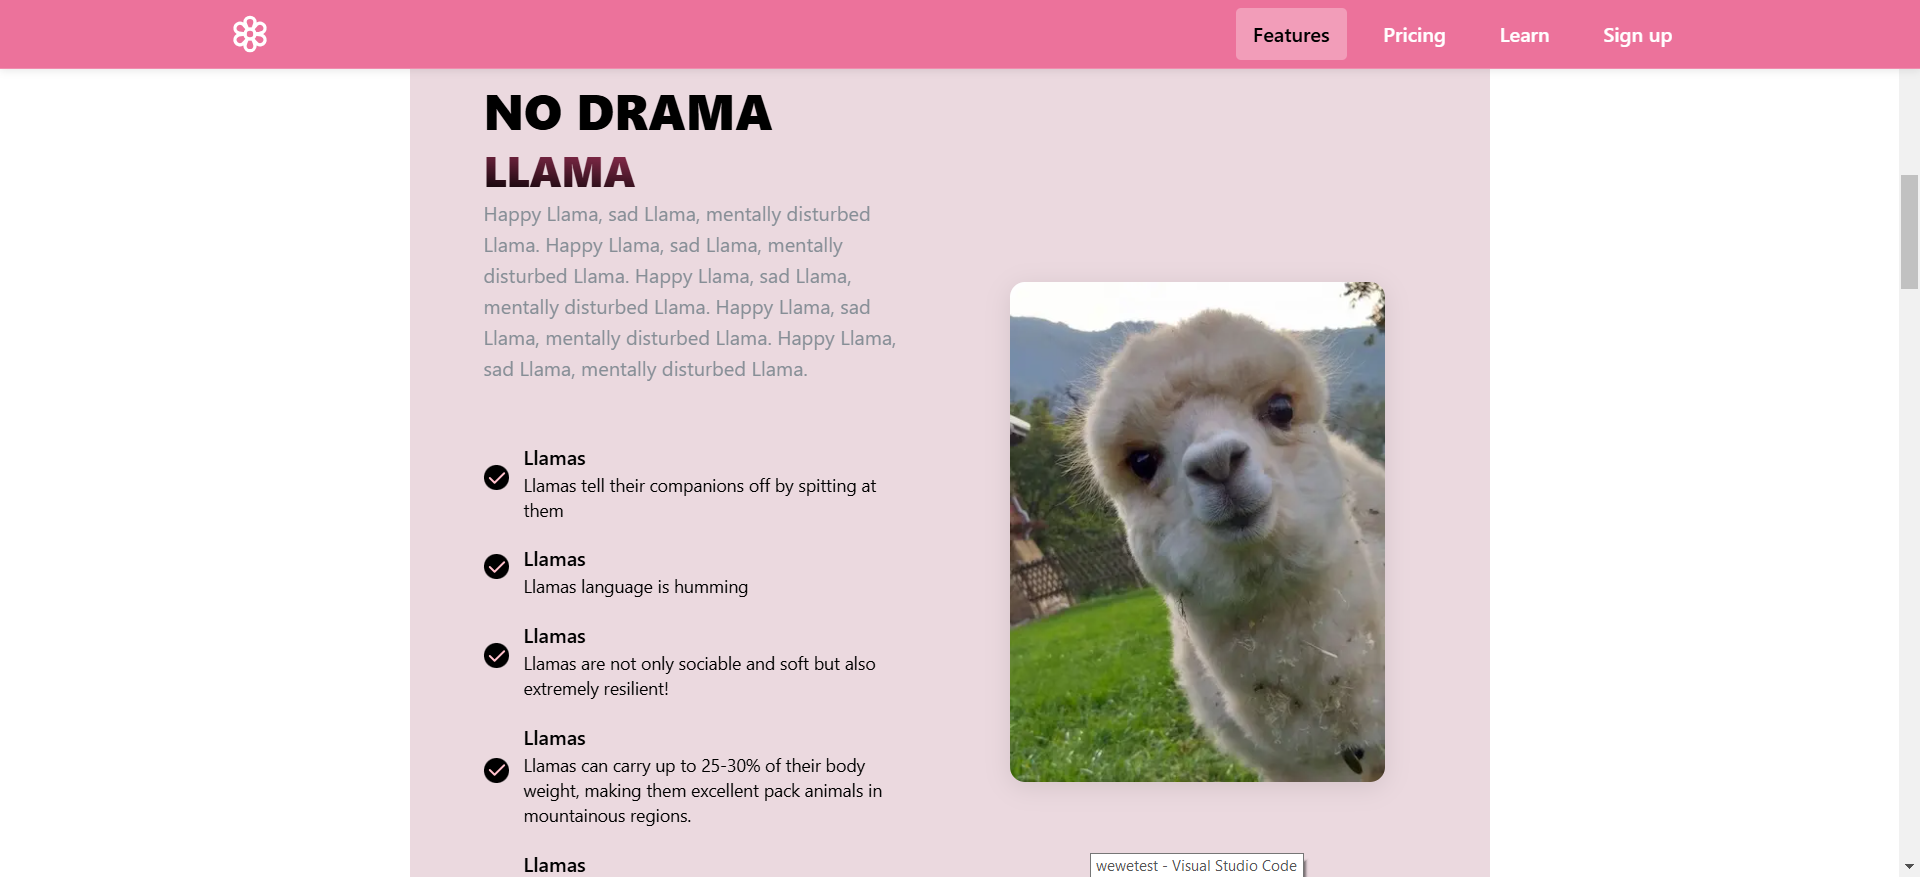 Features
Pricing
Learn
Sign up
NO DRAMA
LLAMA
Happy Llama, sad Llama, mentally disturbed
Llama. Happy Llama, sad Llama, mentally
disturbed Llama. Happy Llama, sad Llama,
mentally disturbed Llama. Happy Llama, sad
Llama, mentally disturbed Llama. Happy Llama,
sad Llama, mentally disturbed Llama.
Llamas
Llamas tell their companions off by spitting at
them
Llamas
Llamas language is humming
Llamas
Llamas are not only sociable and soft but also
extremely resilient!
Llamas
Llamas can carry up to 25-30% of their body
weight, making them excellent pack animals in
mountainous regions.
Llamas
wewetest - Visual Studio Code